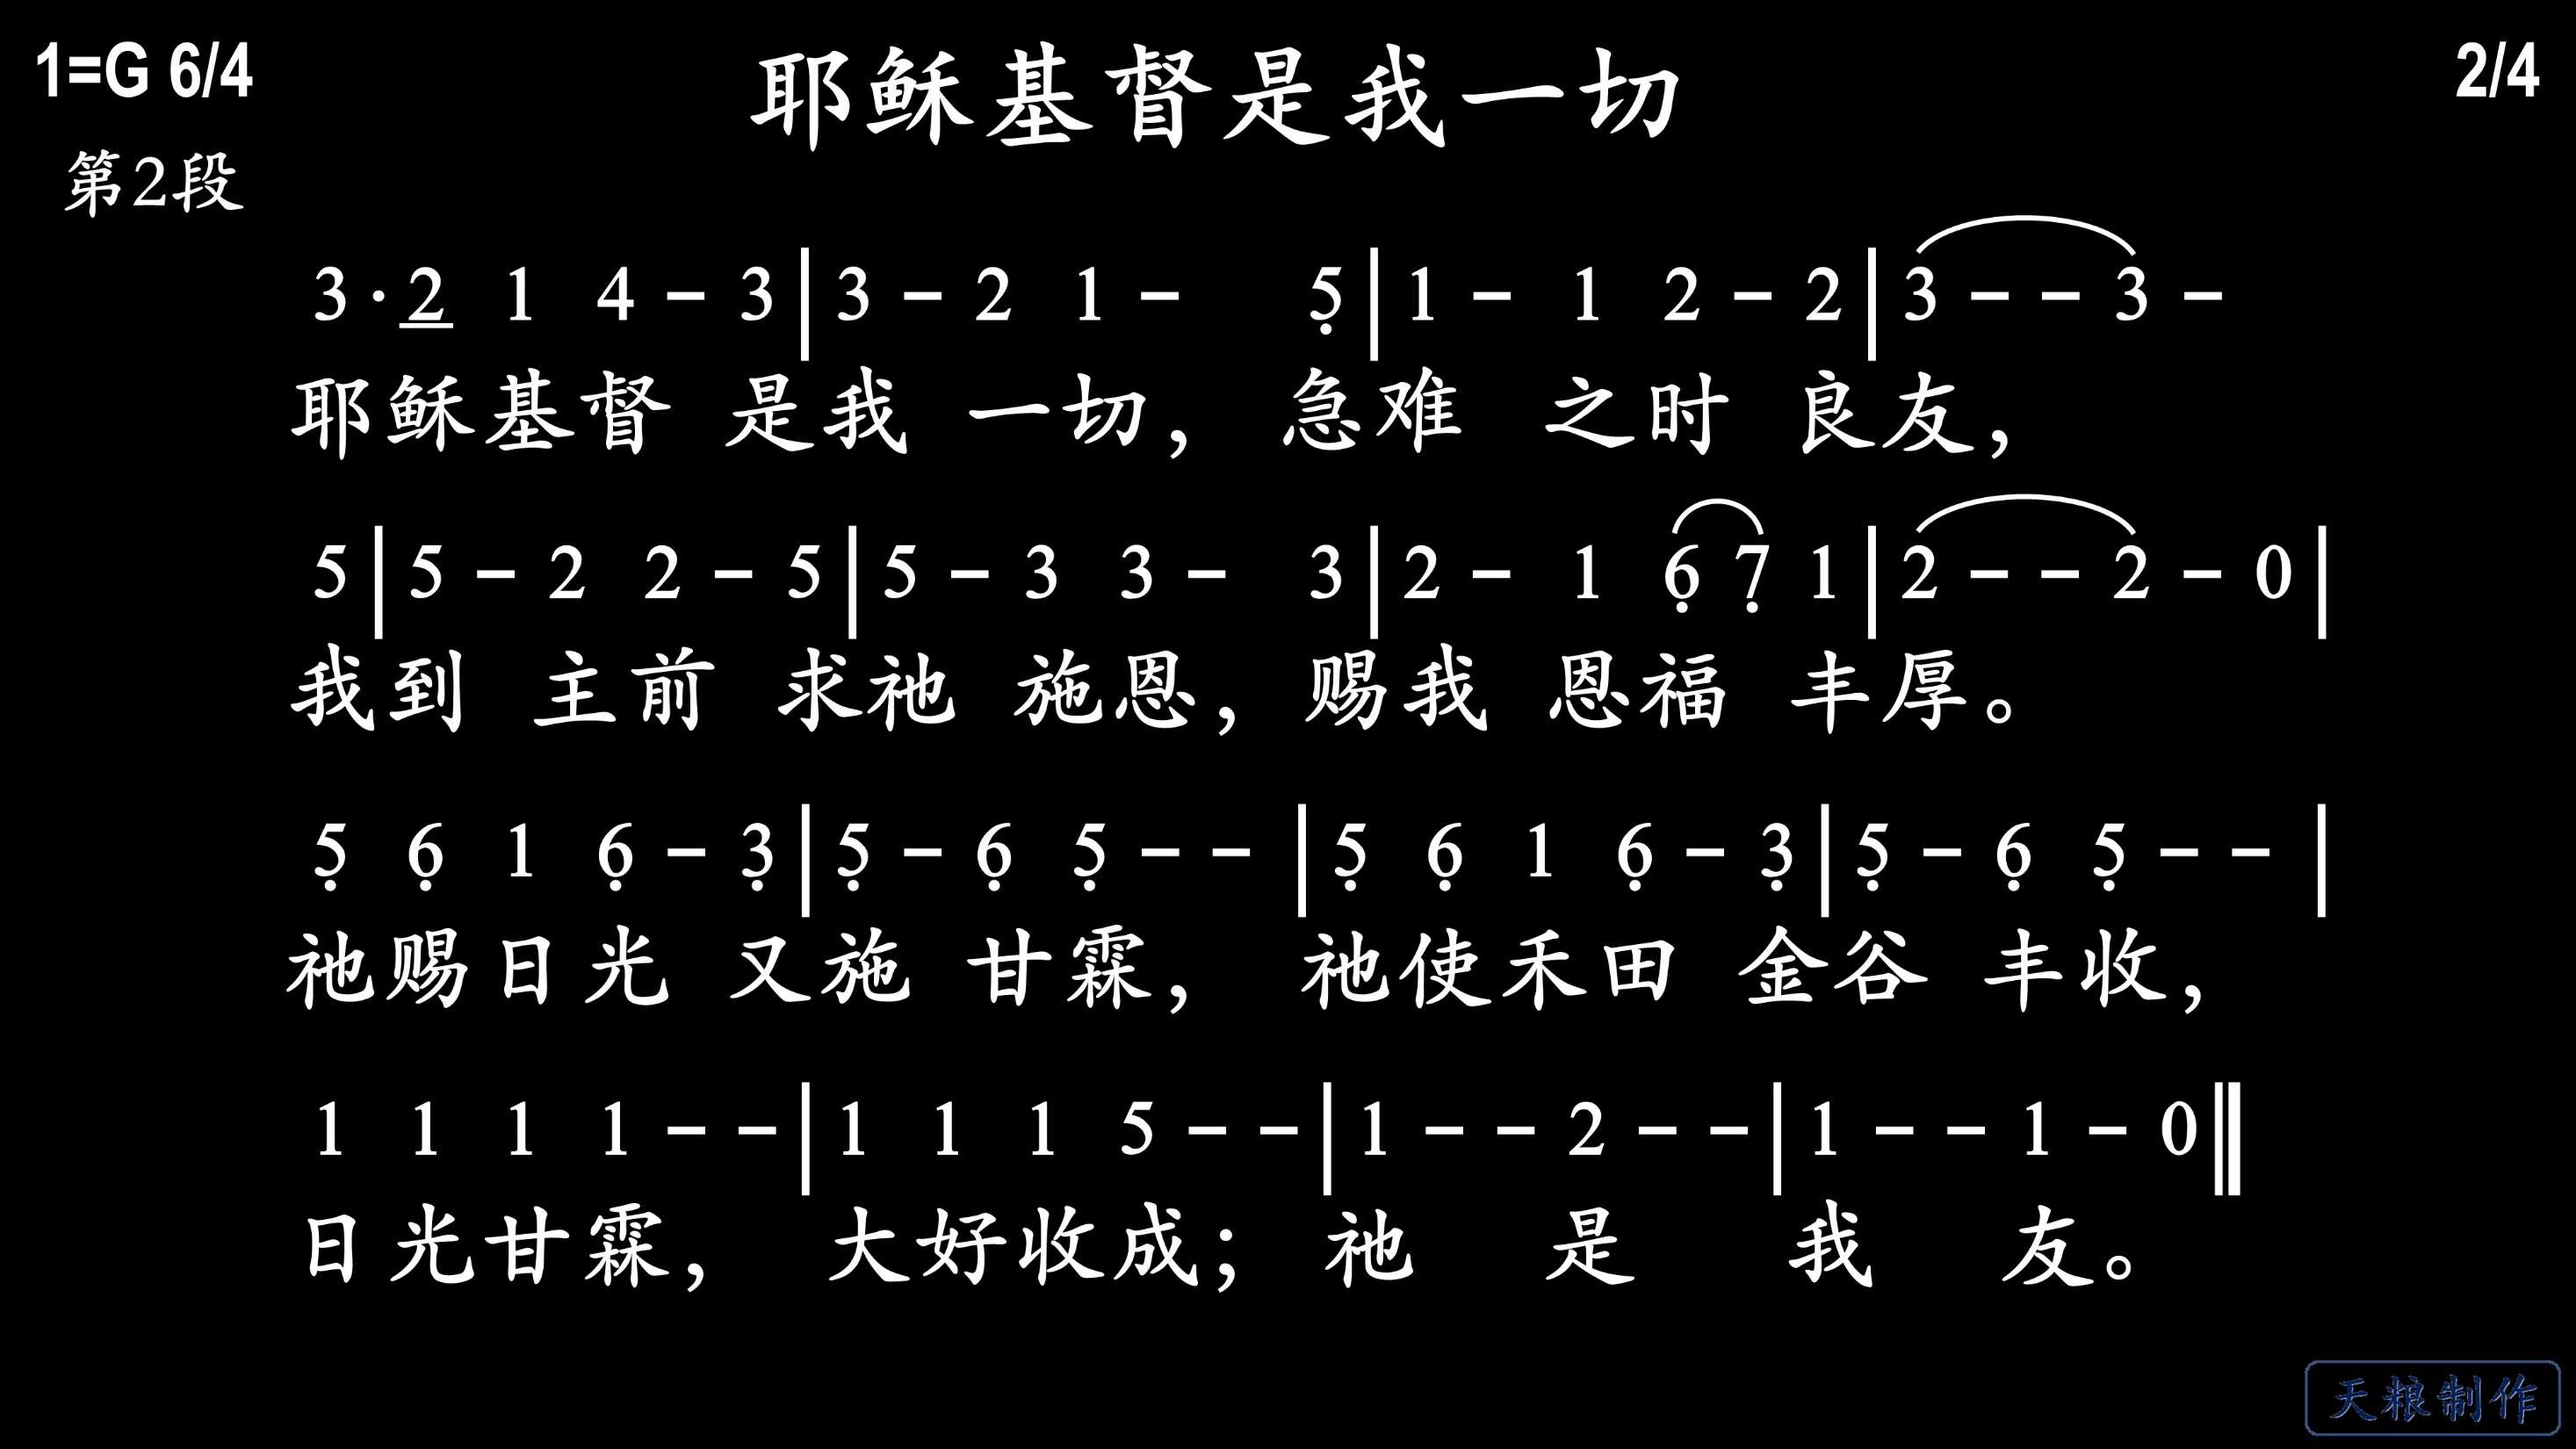 1=G 6/4
耶稣基督是我一切
2/4
第2段
3·2 1 4 - 3 | 3 - 2 1 - 5̣ | 1 - 1 2 - 2 | 3 - - 3 -
耶稣基督 是我 一切， 急难 之时 良友，
5 | 5 - 2 2 - 5 | 5 - 3 3 - 3 | 2 - 1 6̣ 7̣ 1 | 2 - - 2 - 0 |
我到 主前 求祂 施恩，赐我 恩福 丰厚。
5̣ 6̣ 1 6̣ - 3̣ | 5̣ - 6̣ 5̣ - - | 5̣ 6̣ 1 6̣ - 3̣ | 5̣ - 6̣ 5̣ - - |
祂赐日光 又施 甘霖， 祂使禾田 金谷 丰收，
1 1 1 1 - - | 1 1 1 5 - - | 1 - - 2 - - | 1 - - 1 - 0 ‖
日光甘霖， 大好收成；祂 是 我 友。
天粮制作